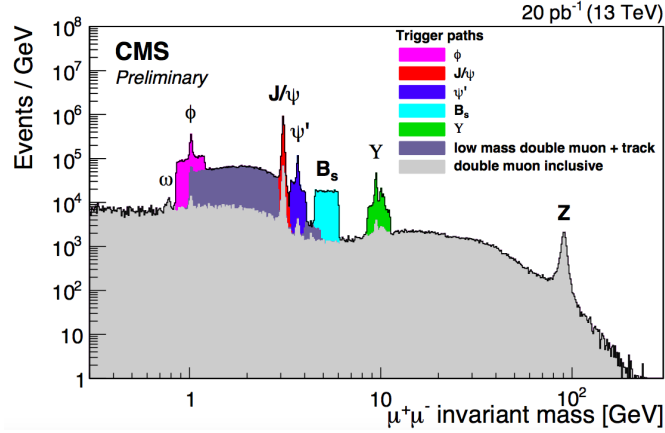 20 pb⁻¹ (13 TeV)
Events / GeV
10⁸
10⁷
10⁶
10⁵
10⁴
10³
10²
10
1
CMS
Preliminary
Trigger paths
ϕ
J/ψ
ψ'
Bₛ
Υ
low mass double muon + track
double muon inclusive
ω
ϕ
J/ψ
ψ'
Bₛ
Υ
Z
1
10
10²
μ⁺μ⁻ invariant mass [GeV]